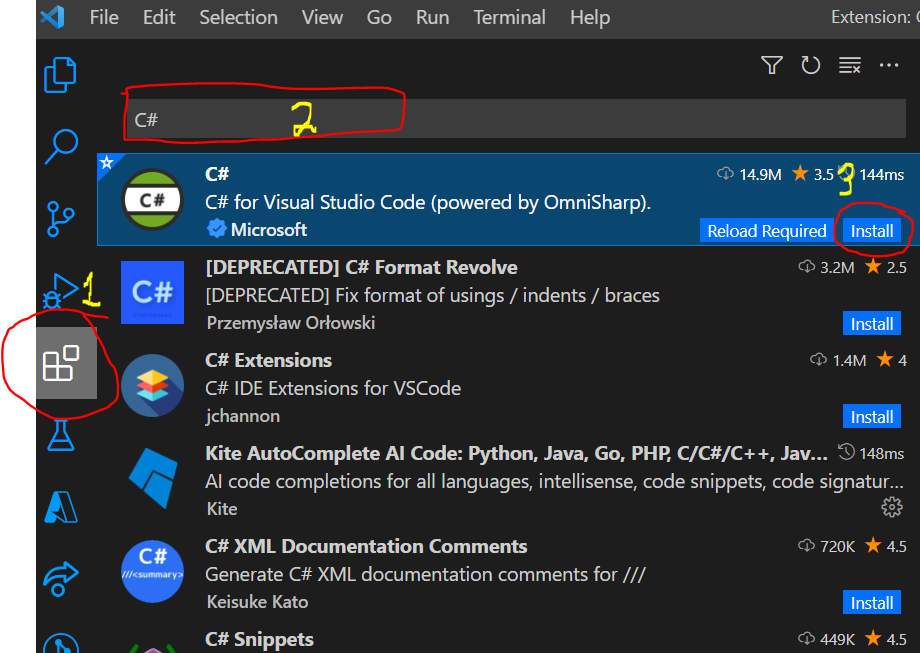 File Edit Selection View Go Run Terminal Help Extension: C
C#
2
C#
14.9M 3.5 144ms
3
C# for Visual Studio Code (powered by OmniSharp).
Microsoft
Reload Required Install
C#
[DEPRECATED] C# Format Revolve
3.2M 2.5
[DEPRECATED] Fix format of usings / indents / braces
Przemysław Orłowski
Install
C#
1
C# Extensions
1.4M 4
C# IDE Extensions for VSCode
jchannon
Install
Kite AutoComplete AI Code: Python, Java, Go, PHP, C/C#/C++, Jav...
148ms
AI code completions for all languages, intellisense, code snippets, code signatur...
Kite
C# XML Documentation Comments
720K 4.5
Generate C# XML documentation comments for ///
Keisuke Kato
Install
C#
///<summary>
C# Snippets
449K 4.5